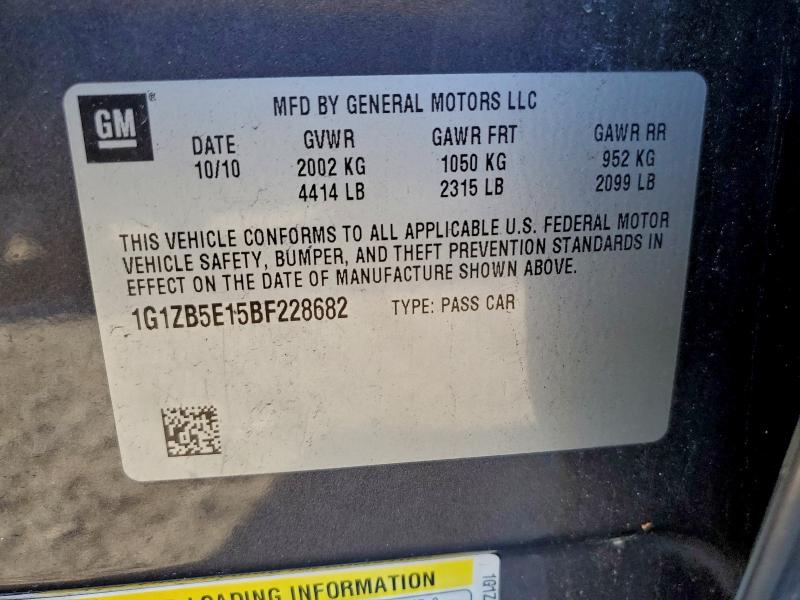 GM
MFD BY GENERAL MOTORS LLC
DATE GVWR GAWR FRT GAWR RR
10/10 2002 KG 1050 KG 952 KG
4414 LB 2315 LB 2099 LB
THIS VEHICLE CONFORMS TO ALL APPLICABLE U.S. FEDERAL MOTOR
VEHICLE SAFETY, BUMPER, AND THEFT PREVENTION STANDARDS IN
EFFECT ON THE DATE OF MANUFACTURE SHOWN ABOVE.
1G1ZB5E15BF228682 TYPE: PASS CAR
LOADING INFORMATION
1G1Z